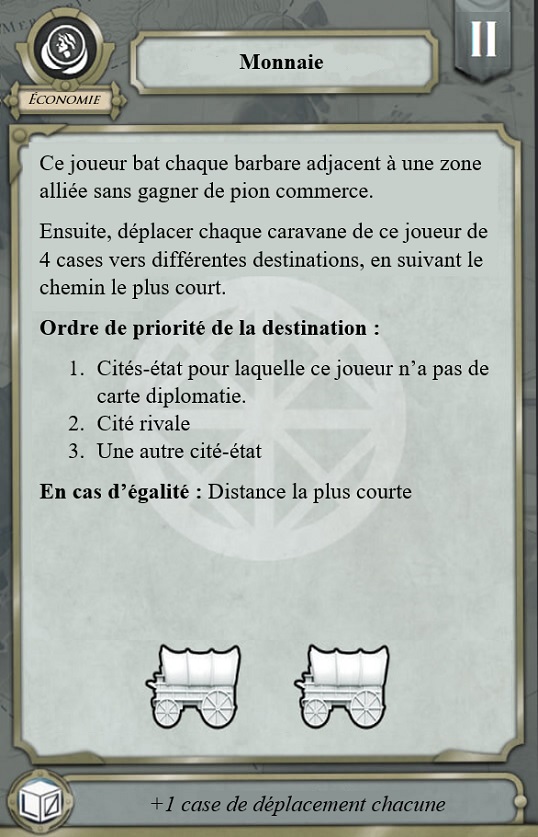 II
Monnaie
ÉCONOMIE
Ce joueur bat chaque barbare adjacent à une zone
alliée sans gagner de pion commerce.
Ensuite, déplacer chaque caravane de ce joueur de
4 cases vers différentes destinations, en suivant le
chemin le plus court.
Ordre de priorité de la destination :
1. Cités-état pour laquelle ce joueur n'a pas de
carte diplomatie.
2. Cité rivale
3. Une autre cité-état
En cas d'égalité : Distance la plus courte
+1 case de déplacement chacune